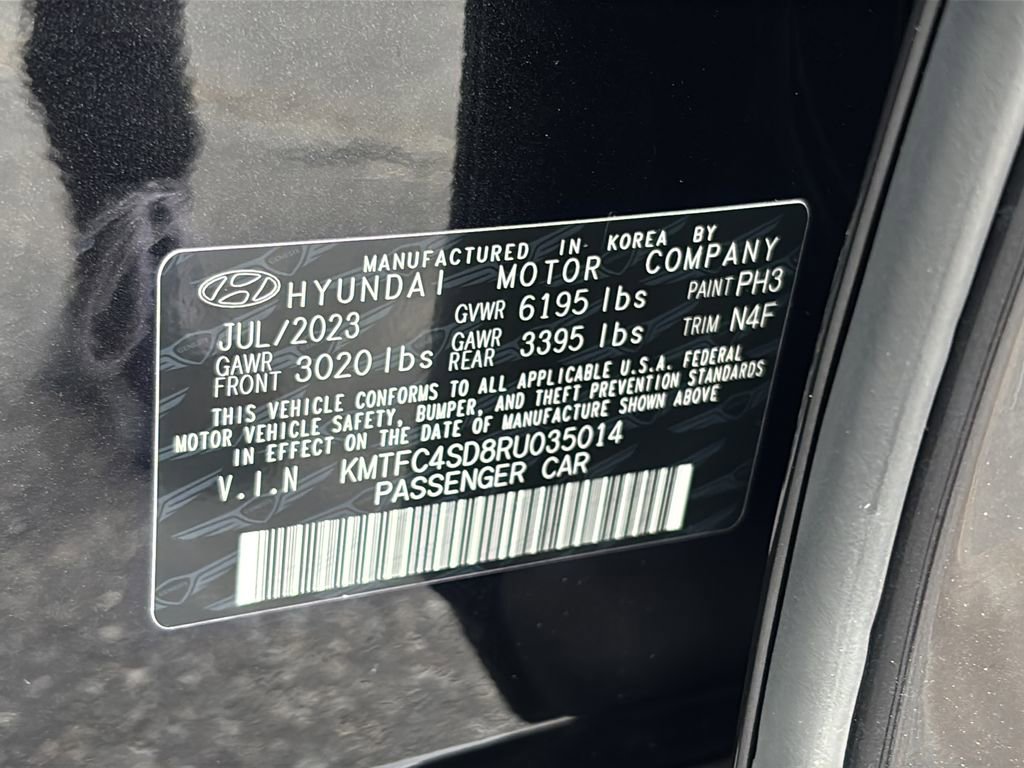 MANUFACTURED IN KOREA BY
HYUNDAI MOTOR COMPANY
JUL/2023 GVWR 6195 lbs PAINT PH3
GAWR FRONT 3020 lbs GAWR REAR 3395 lbs TRIM N4F
THIS VEHICLE CONFORMS TO ALL APPLICABLE U.S.A. FEDERAL
MOTOR VEHICLE SAFETY, BUMPER, AND THEFT PREVENTION STANDARDS
IN EFFECT ON THE DATE OF MANUFACTURE SHOWN ABOVE
V.I.N KMTFC4SD8RU035014
PASSENGER CAR